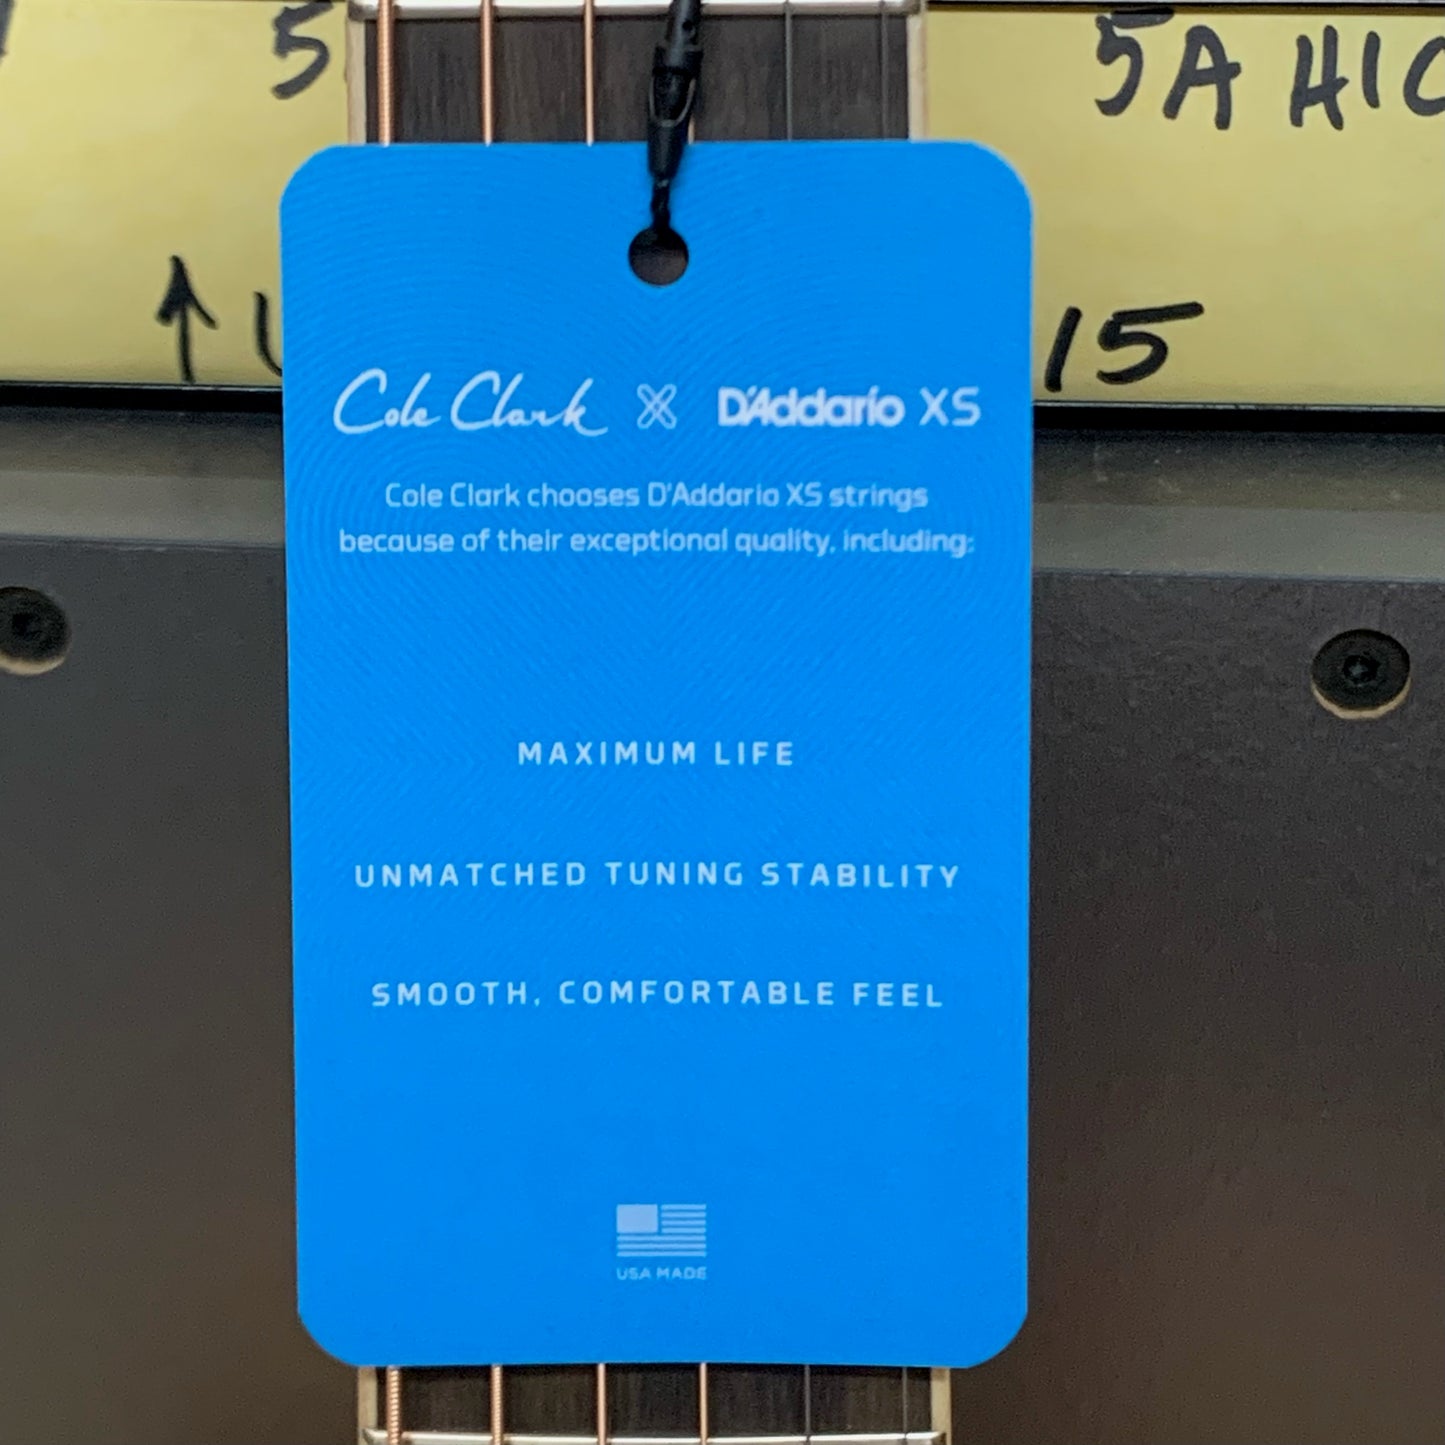 5
5A HIC
↑
15
Cole Clark X D'Addario XS
Cole Clark chooses D'Addario XS strings
because of their exceptional quality, including:
MAXIMUM LIFE
UNMATCHED TUNING STABILITY
SMOOTH, COMFORTABLE FEEL
USA MADE